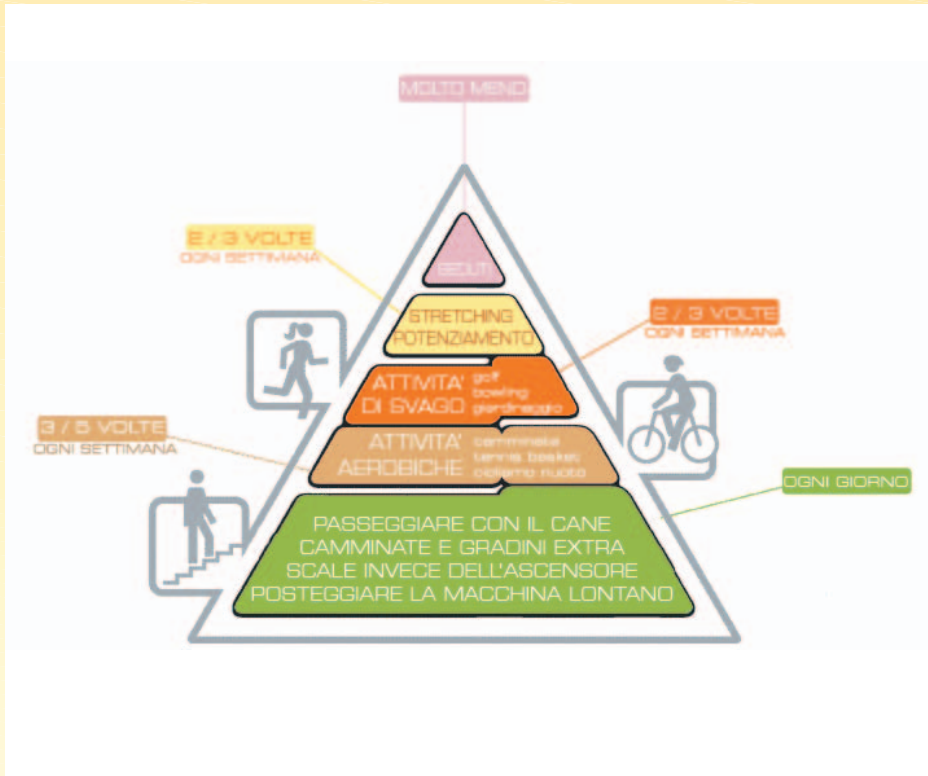 MOLTO MENO
SEDUTI
2 / 3 VOLTE
OGNI SETTIMANA
STRETCHING
POTENZIAMENTO
2 / 3 VOLTE
OGNI SETTIMANA
ATTIVITA'
DI SVAGO
golf
bowling
giardinaggio
3 / 5 VOLTE
OGNI SETTIMANA
ATTIVITA'
AEROBICHE
camminata
tennis basket
ciclismo nuoto
OGNI GIORNO
PASSEGGIARE CON IL CANE
CAMMINATE E GRADINI EXTRA
SCALE INVECE DELL'ASCENSORE
POSTEGGIARE LA MACCHINA LONTANO